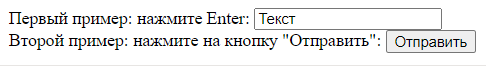 Первый пример: нажмите Enter: Текст
Второй пример: нажмите на кнопку "Отправить": Отправить